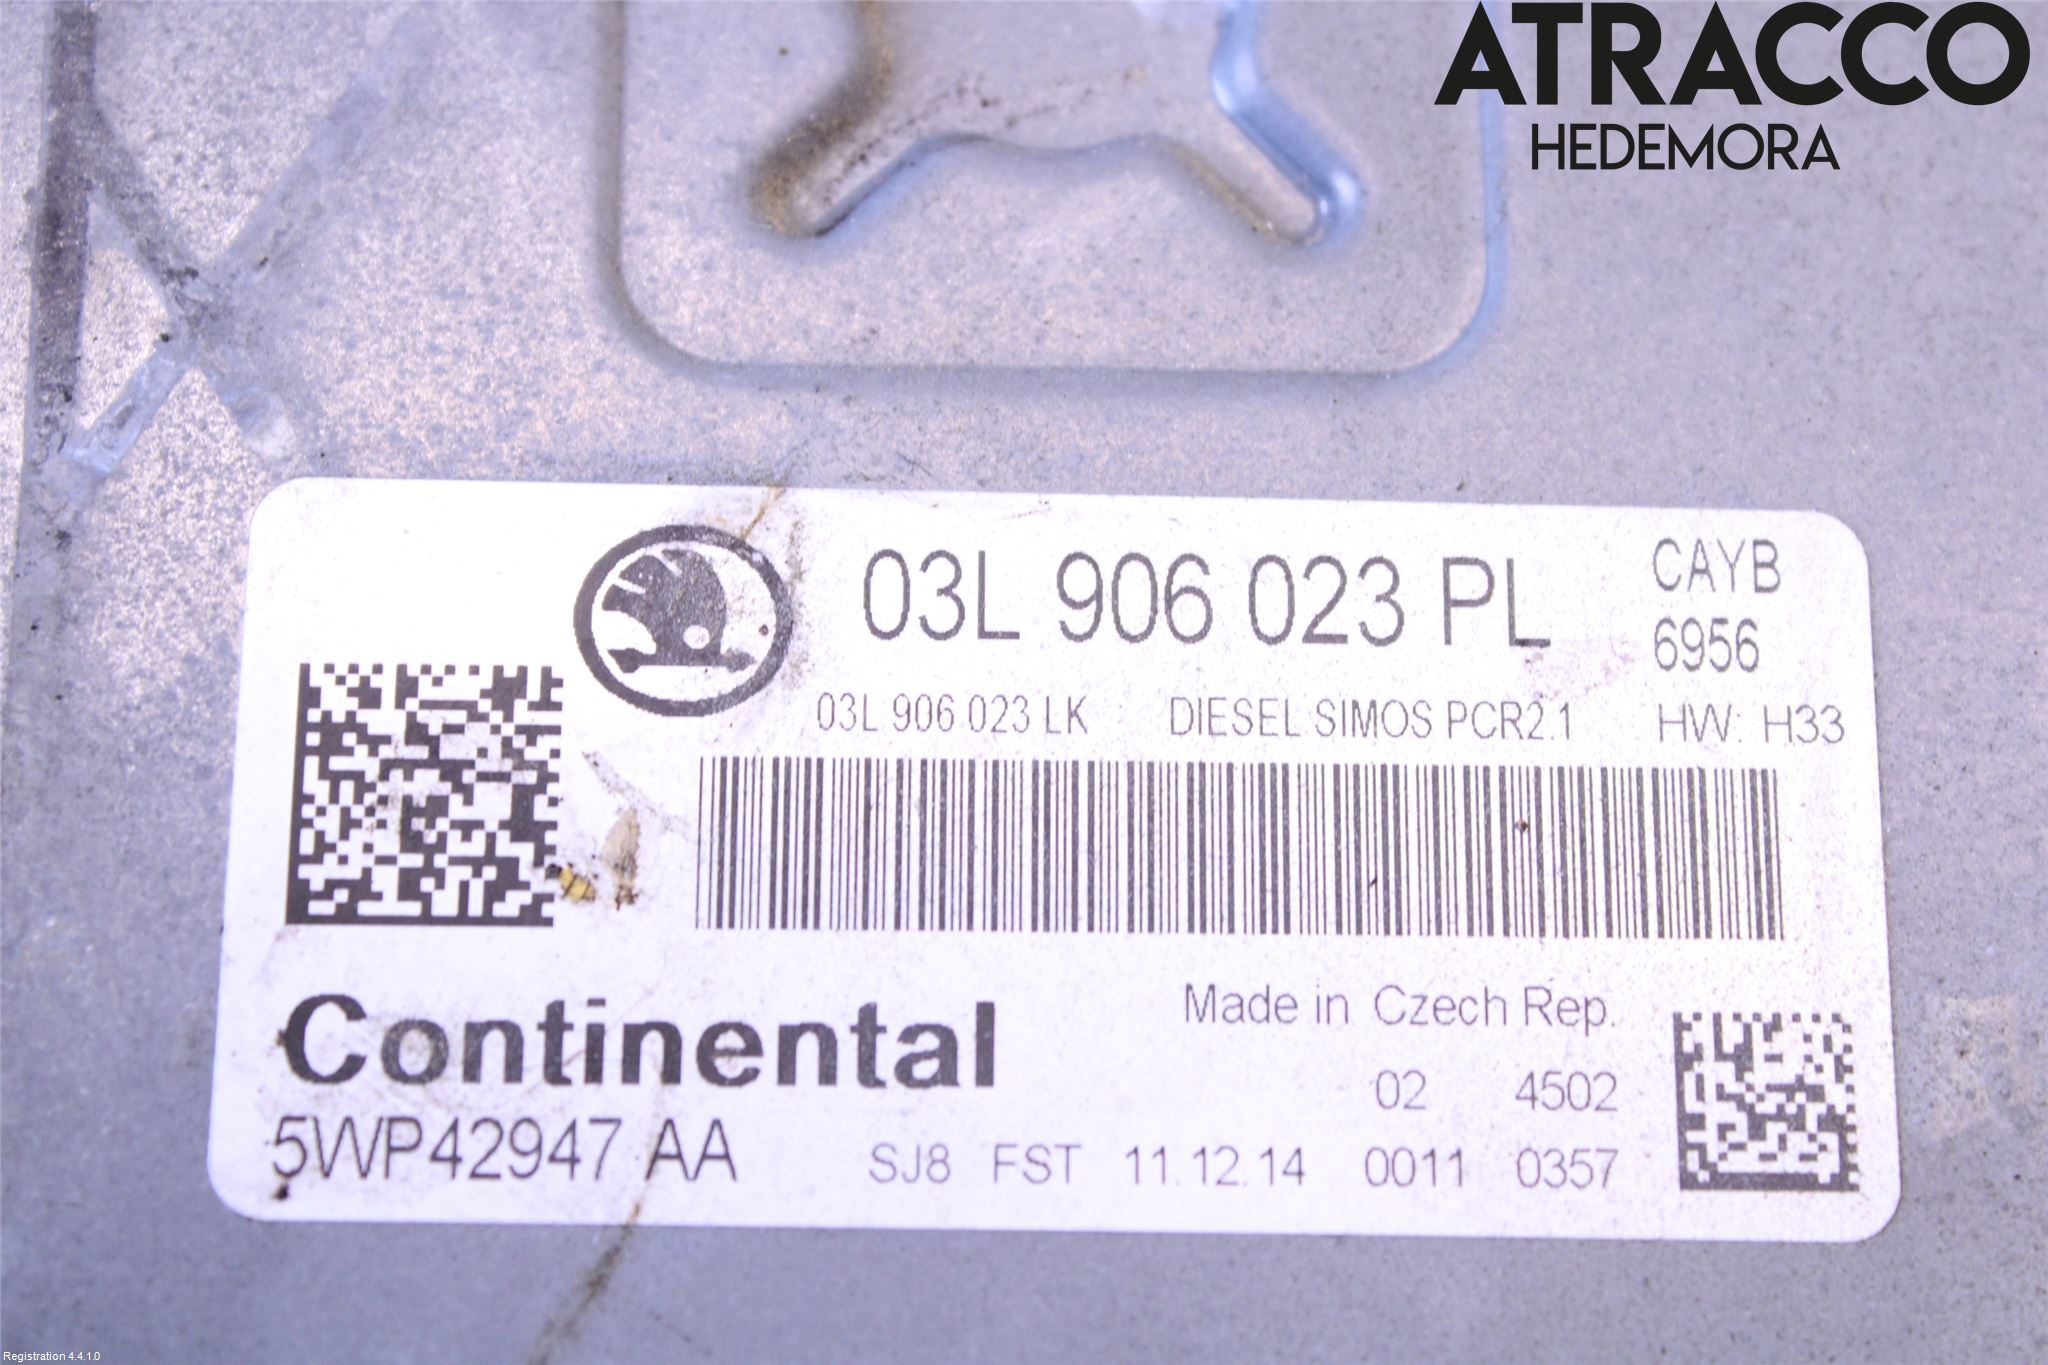 ATRACCO
HEDEMORA
03L 906 023 PL
CAYB
6956
03L 906 023 LK DIESEL SIMOS PCR2.1 HW: H33
Continental
Made in Czech Rep.
02 4502
5WP42947 AA SJ8 FST 11.12.14 0011 0357
Registration 4.4.1.0